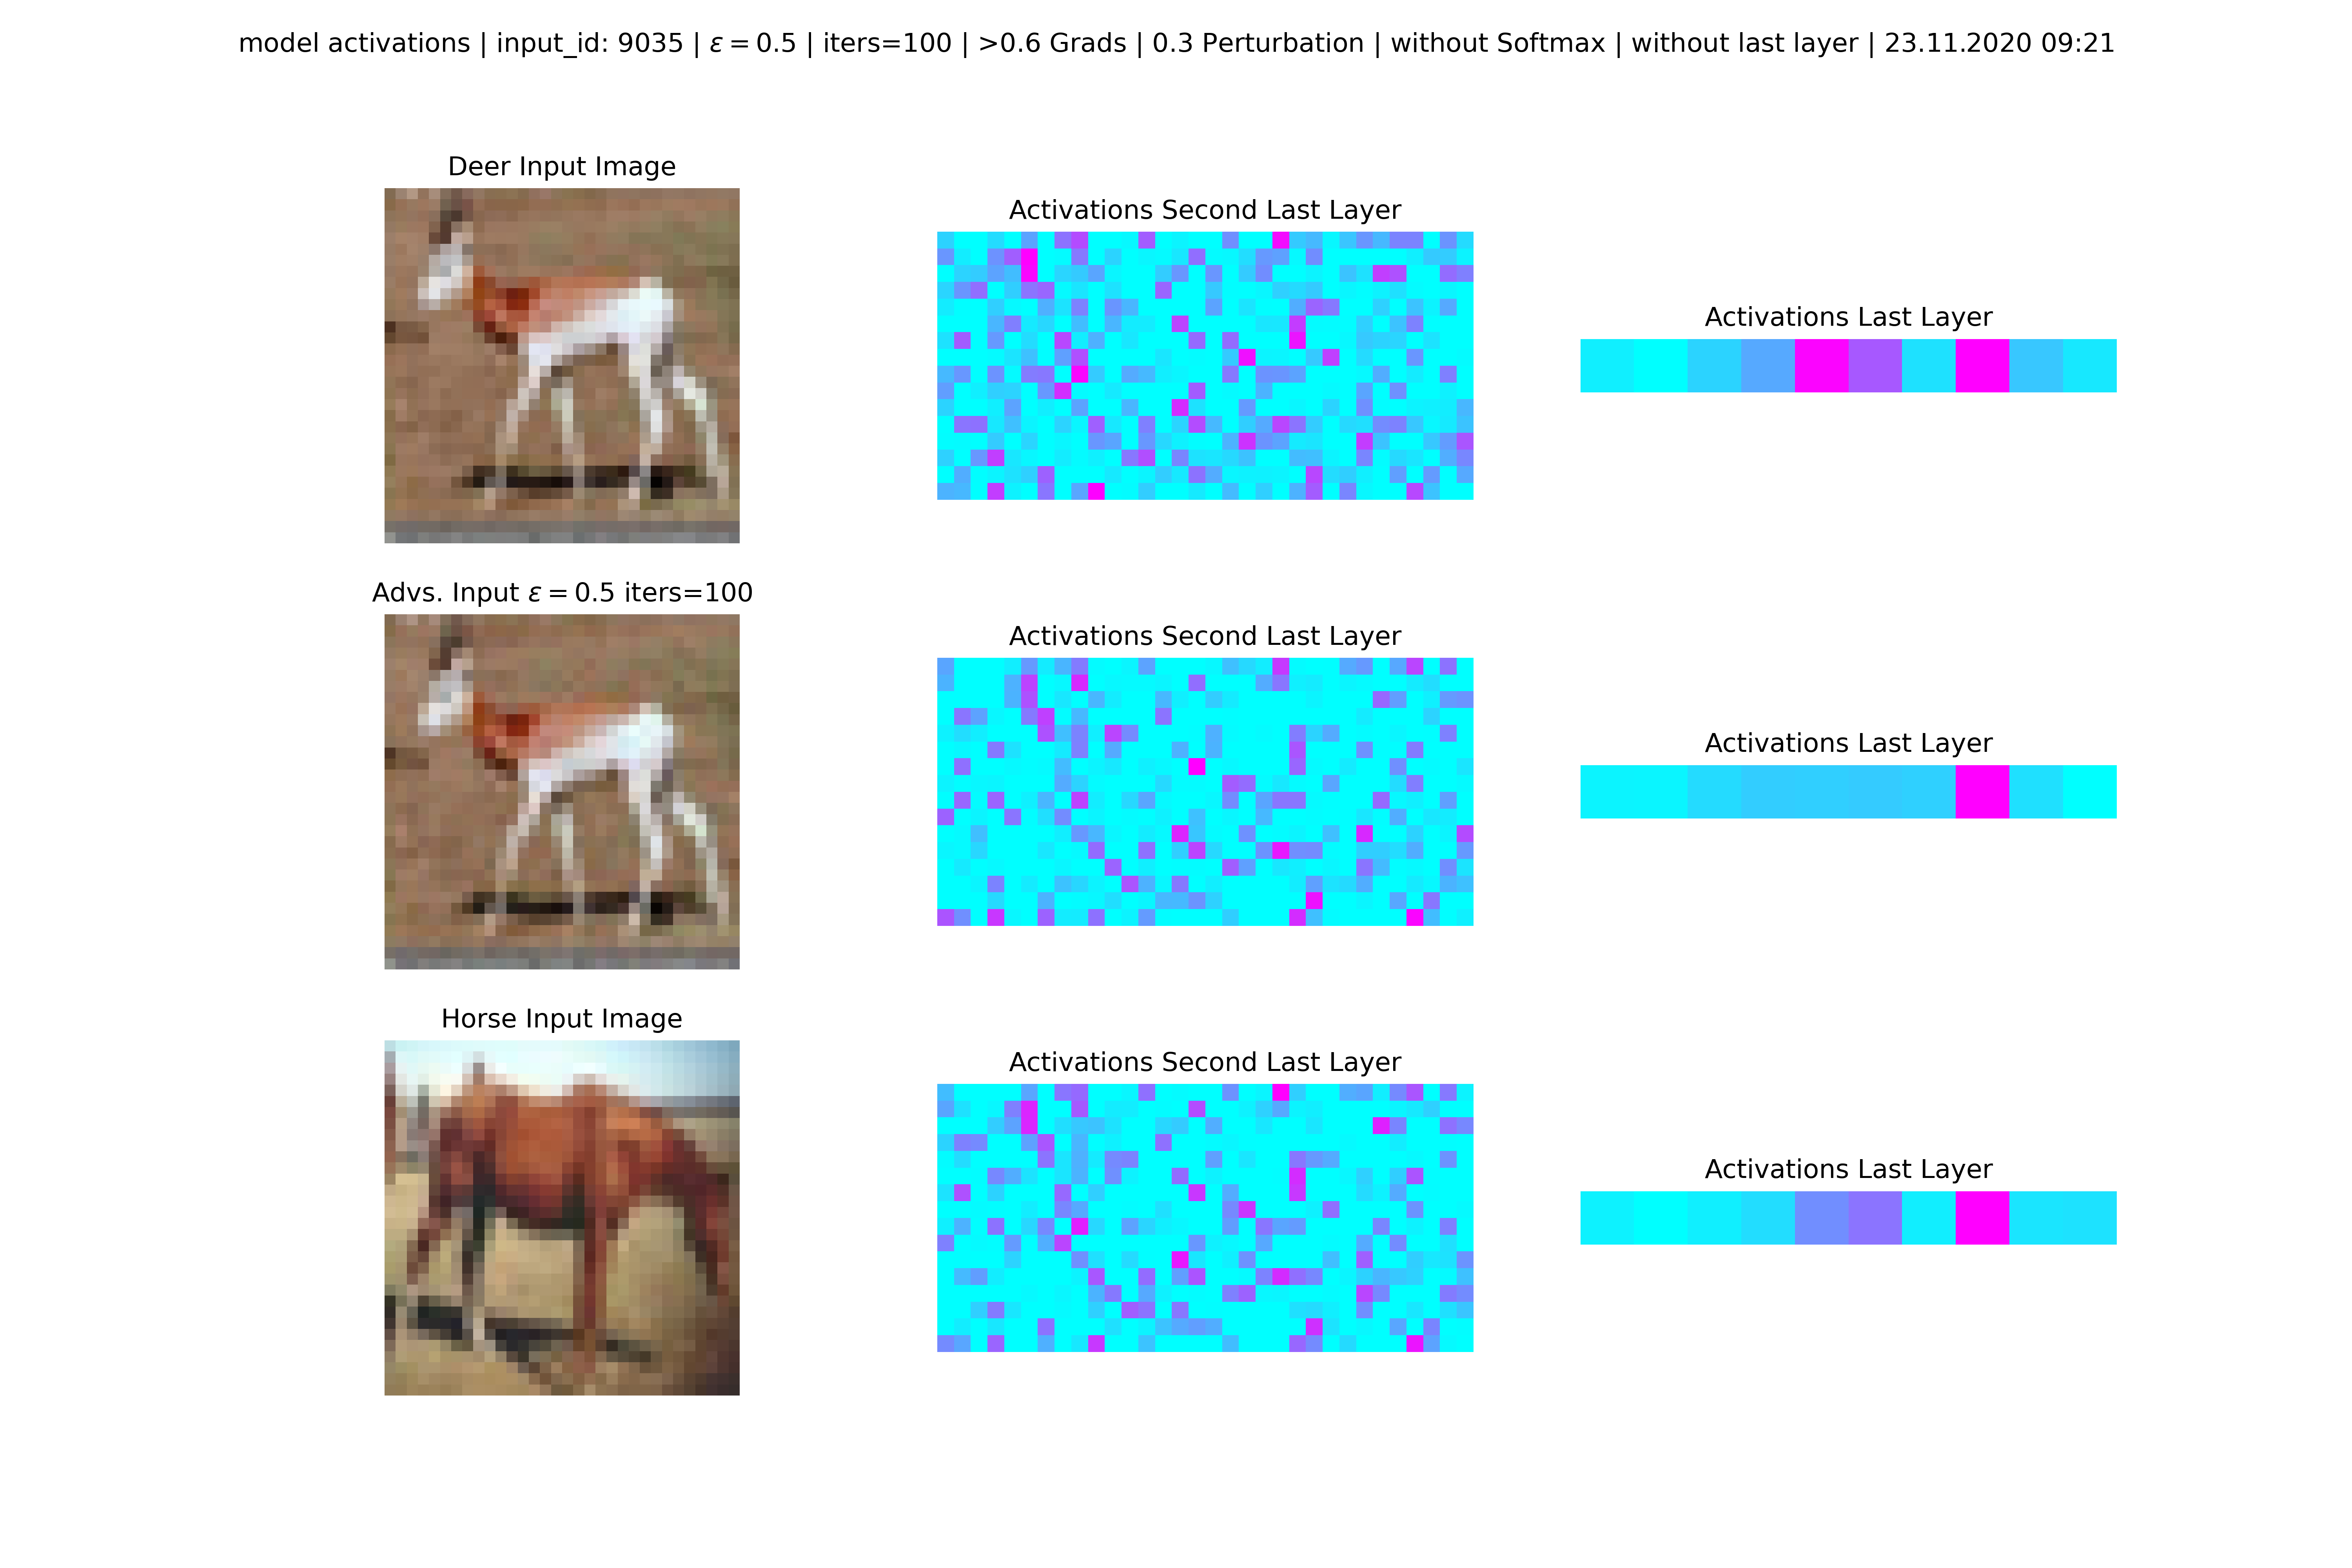 model activations | input_id: 9035 | ε = 0.5 | iters=100 | >0.6 Grads | 0.3 Perturbation | without Softmax | without last layer | 23.11.2020 09:21
Deer Input Image
Activations Second Last Layer
Activations Last Layer
Advs. Input ε = 0.5 iters=100
Activations Second Last Layer
Activations Last Layer
Horse Input Image
Activations Second Last Layer
Activations Last Layer